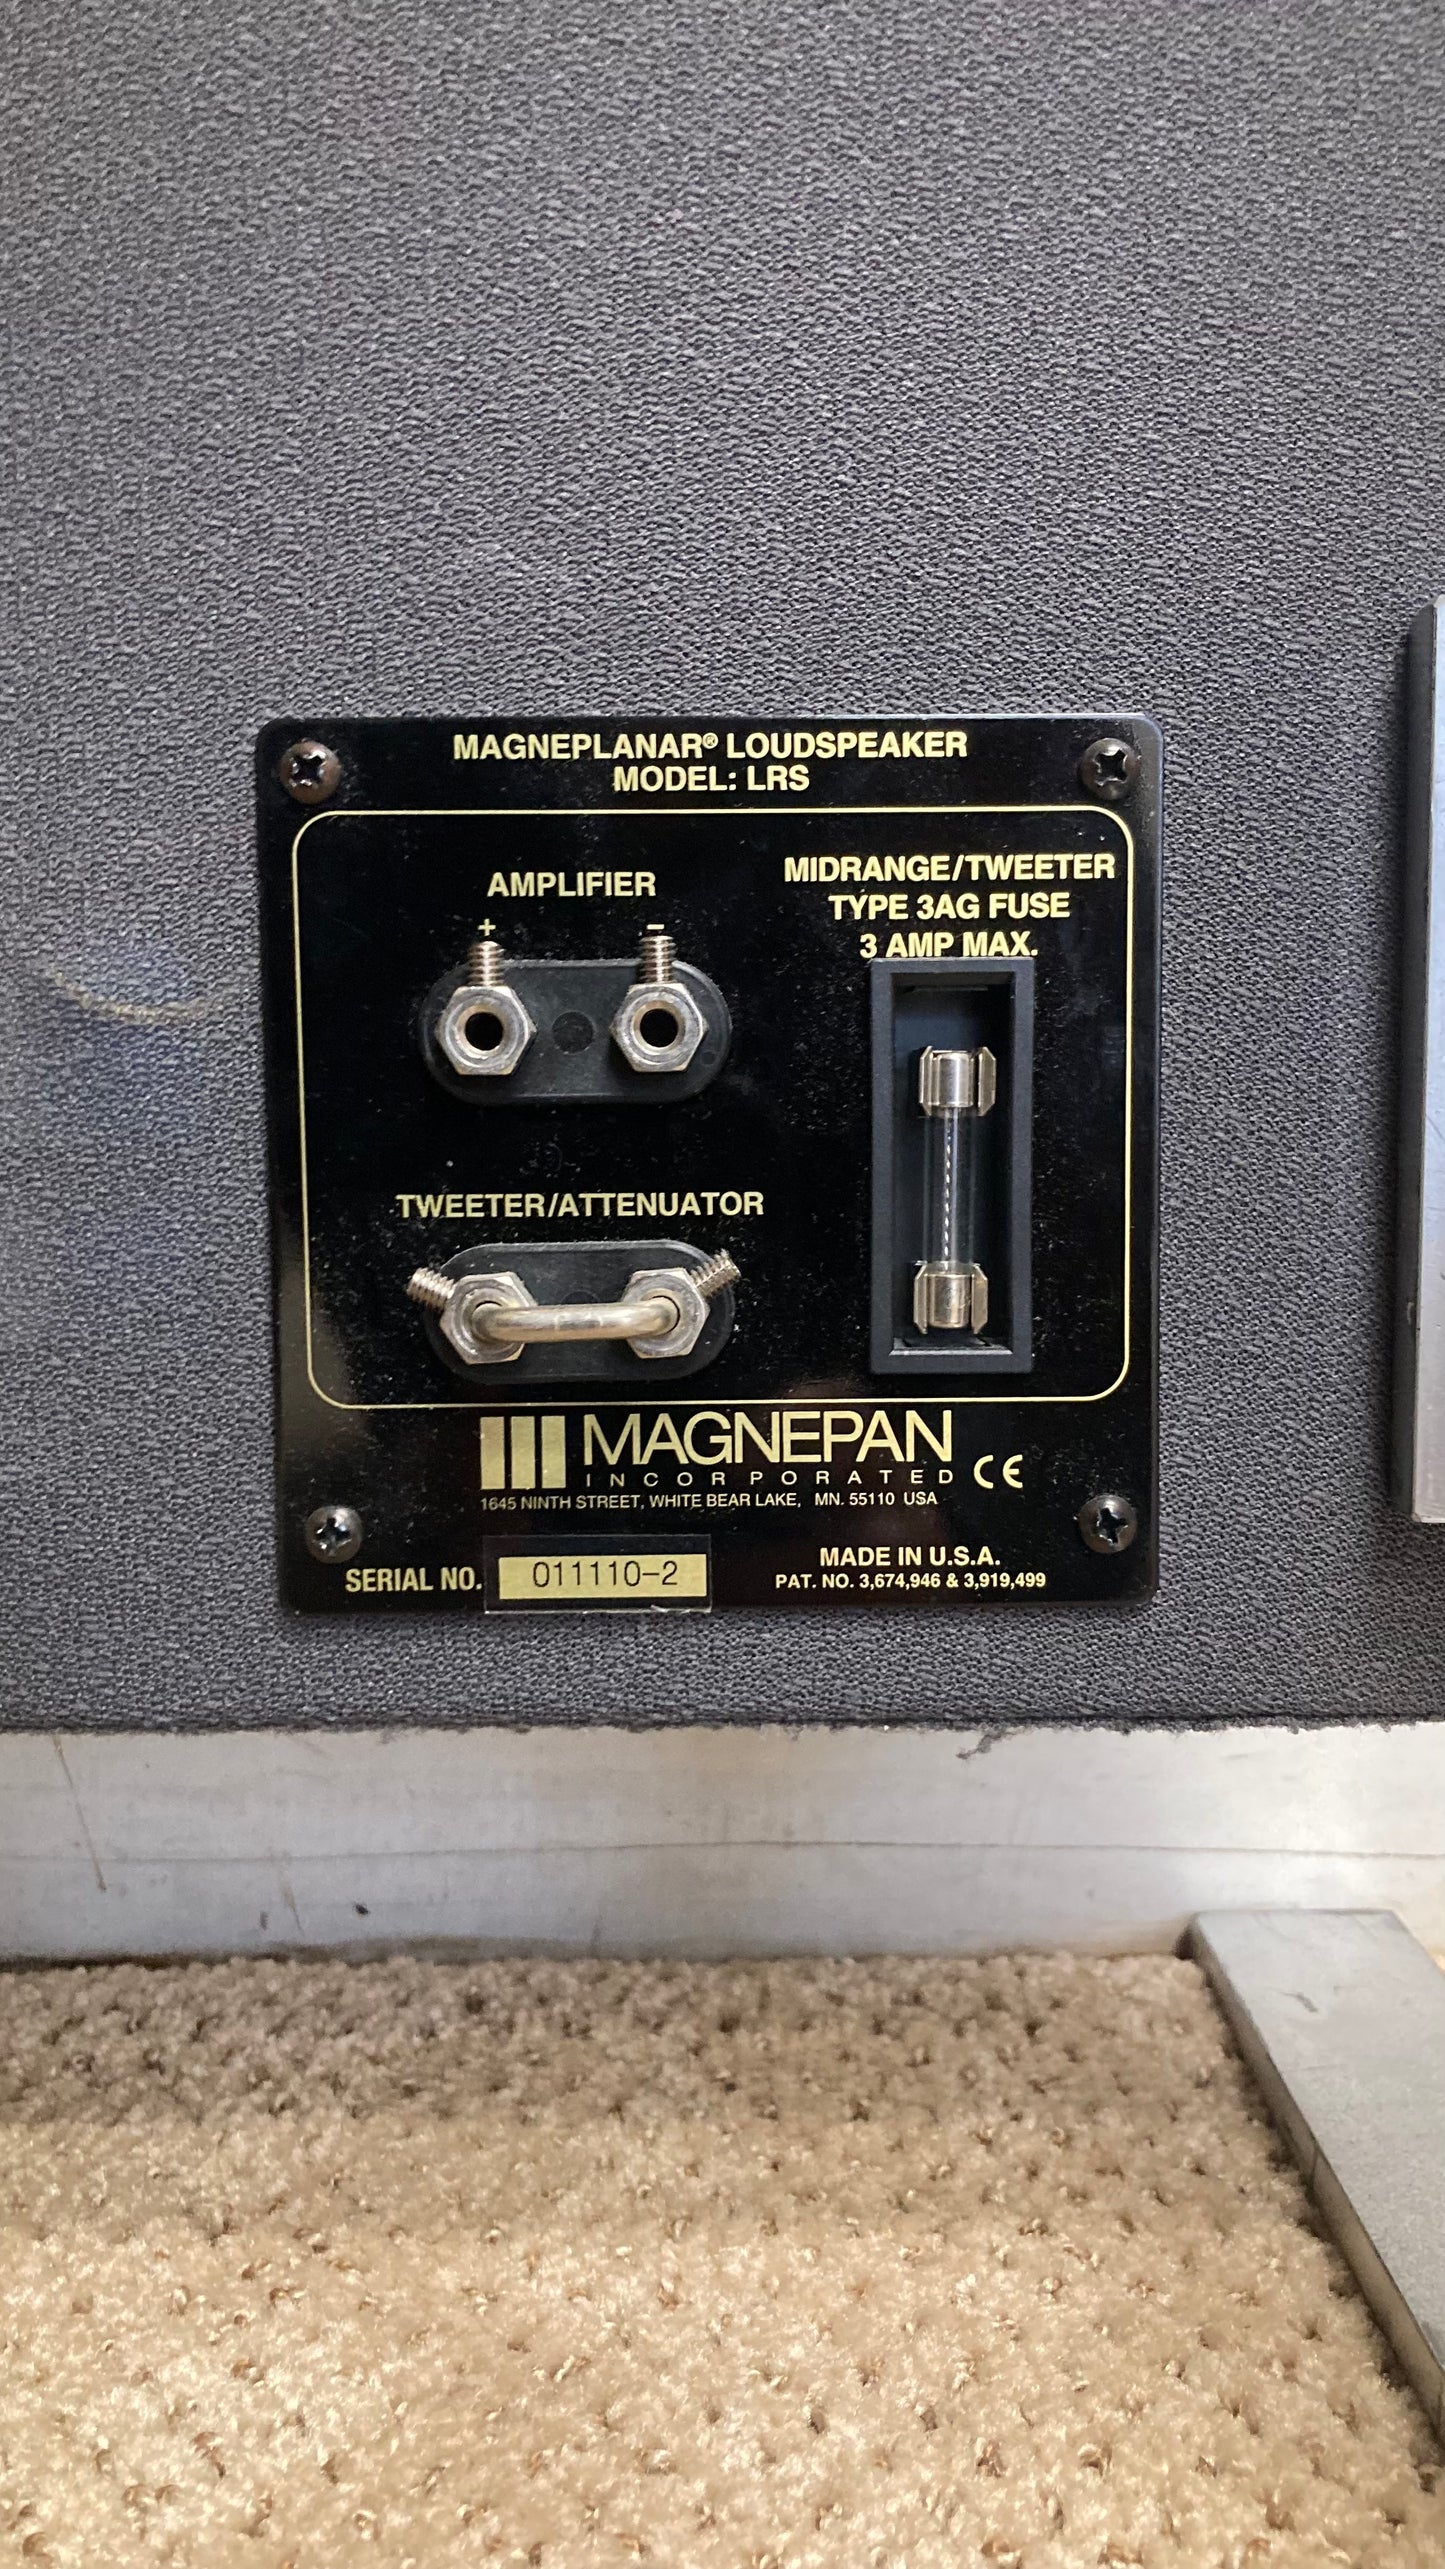 MAGNEPLANAR® LOUDSPEAKER
MODEL: LRS
AMPLIFIER
+ -
MIDRANGE/TWEETER
TYPE 3AG FUSE
3 AMP MAX.
TWEETER/ATTENUATOR
MAGNEPAN
INCORPORATED CE
1645 NINTH STREET, WHITE BEAR LAKE, MN. 55110 USA
SERIAL NO. 011110-2
MADE IN U.S.A.
PAT. NO. 3,674,946 & 3,919,499